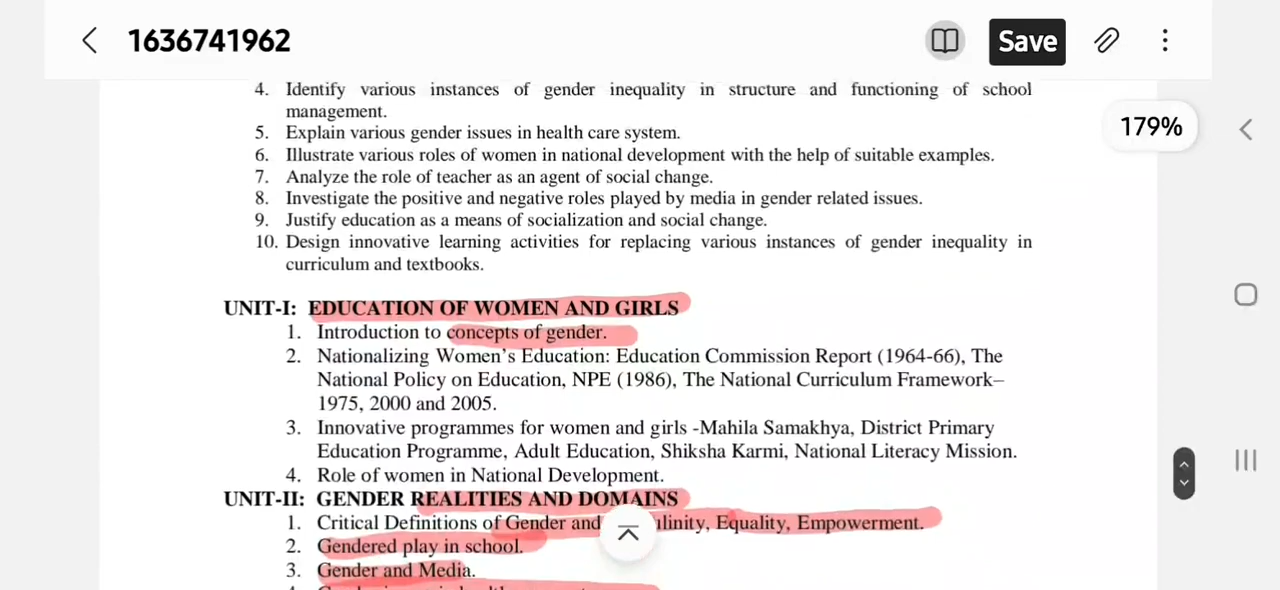 1636741962
Save
179%
4. Identify various instances of gender inequality in structure and functioning of school
management.
5. Explain various gender issues in health care system.
6. Illustrate various roles of women in national development with the help of suitable examples.
7. Analyze the role of teacher as an agent of social change.
8. Investigate the positive and negative roles played by media in gender related issues.
9. Justify education as a means of socialization and social change.
10. Design innovative learning activities for replacing various instances of gender inequality in
curriculum and textbooks.
UNIT-I: EDUCATION OF WOMEN AND GIRLS
1. Introduction to concepts of gender.
2. Nationalizing Women's Education: Education Commission Report (1964-66), The
National Policy on Education, NPE (1986), The National Curriculum Framework–
1975, 2000 and 2005.
3. Innovative programmes for women and girls -Mahila Samakhya, District Primary
Education Programme, Adult Education, Shiksha Karmi, National Literacy Mission.
4. Role of women in National Development.
UNIT-II: GENDER REALITIES AND DOMAINS
1. Critical Definitions of Gender and ulinity, Equality, Empowerment.
2. Gendered play in school.
3. Gender and Media.